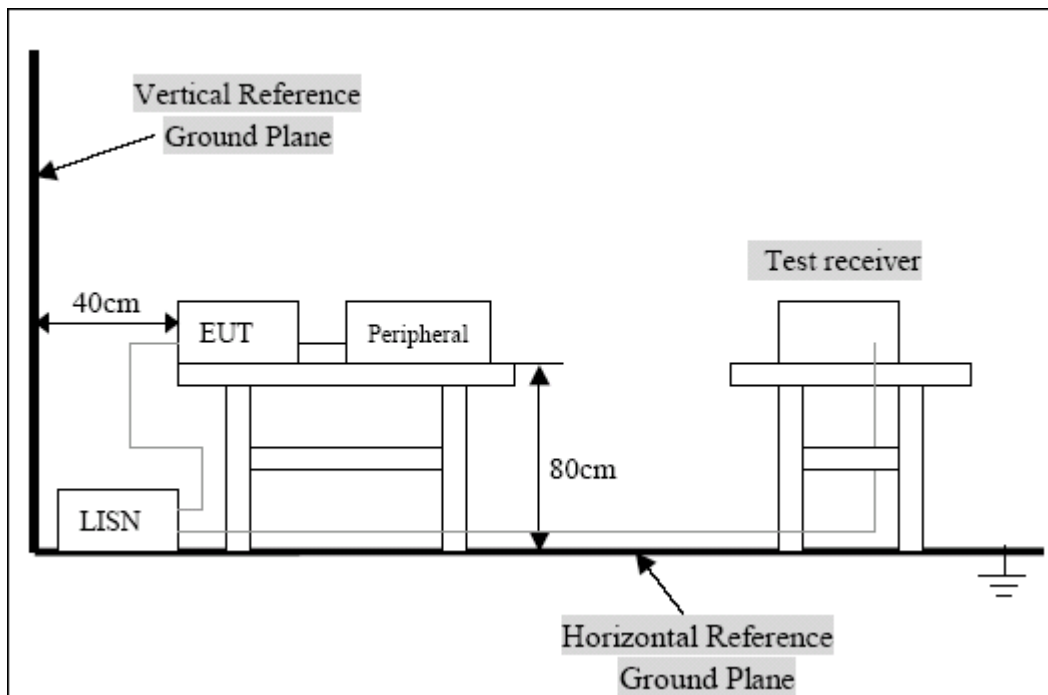 Vertical Reference
Ground Plane
Test receiver
40cm
EUT
Peripheral
80cm
LISN
Horizontal Reference
Ground Plane